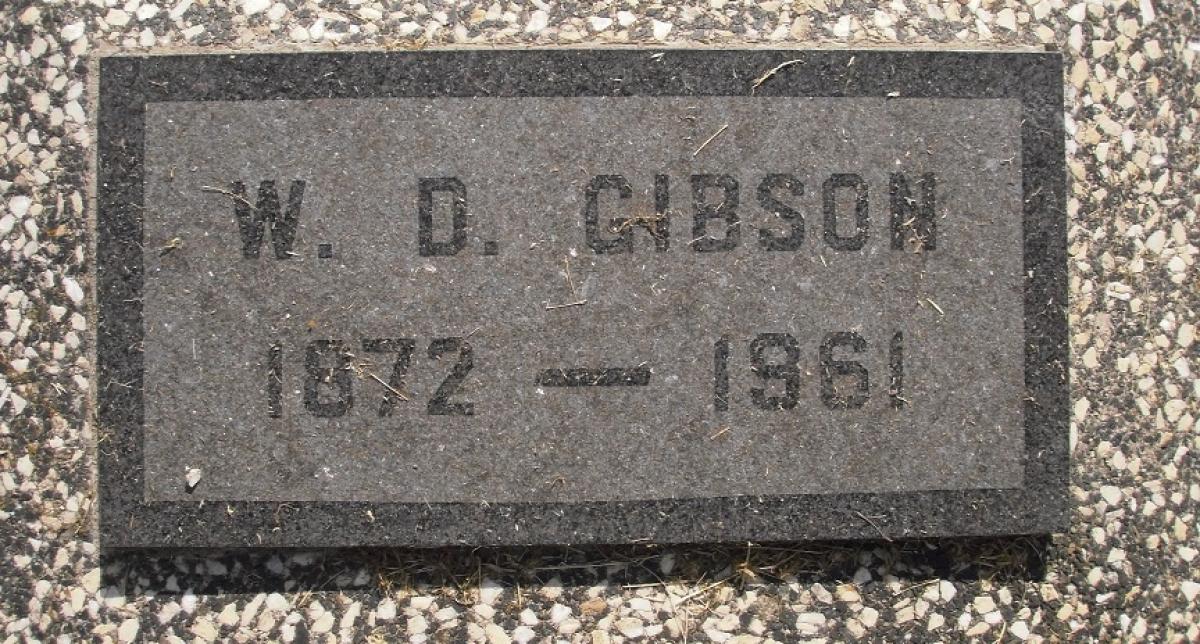 W. D. GIBSON
1872 — 1961